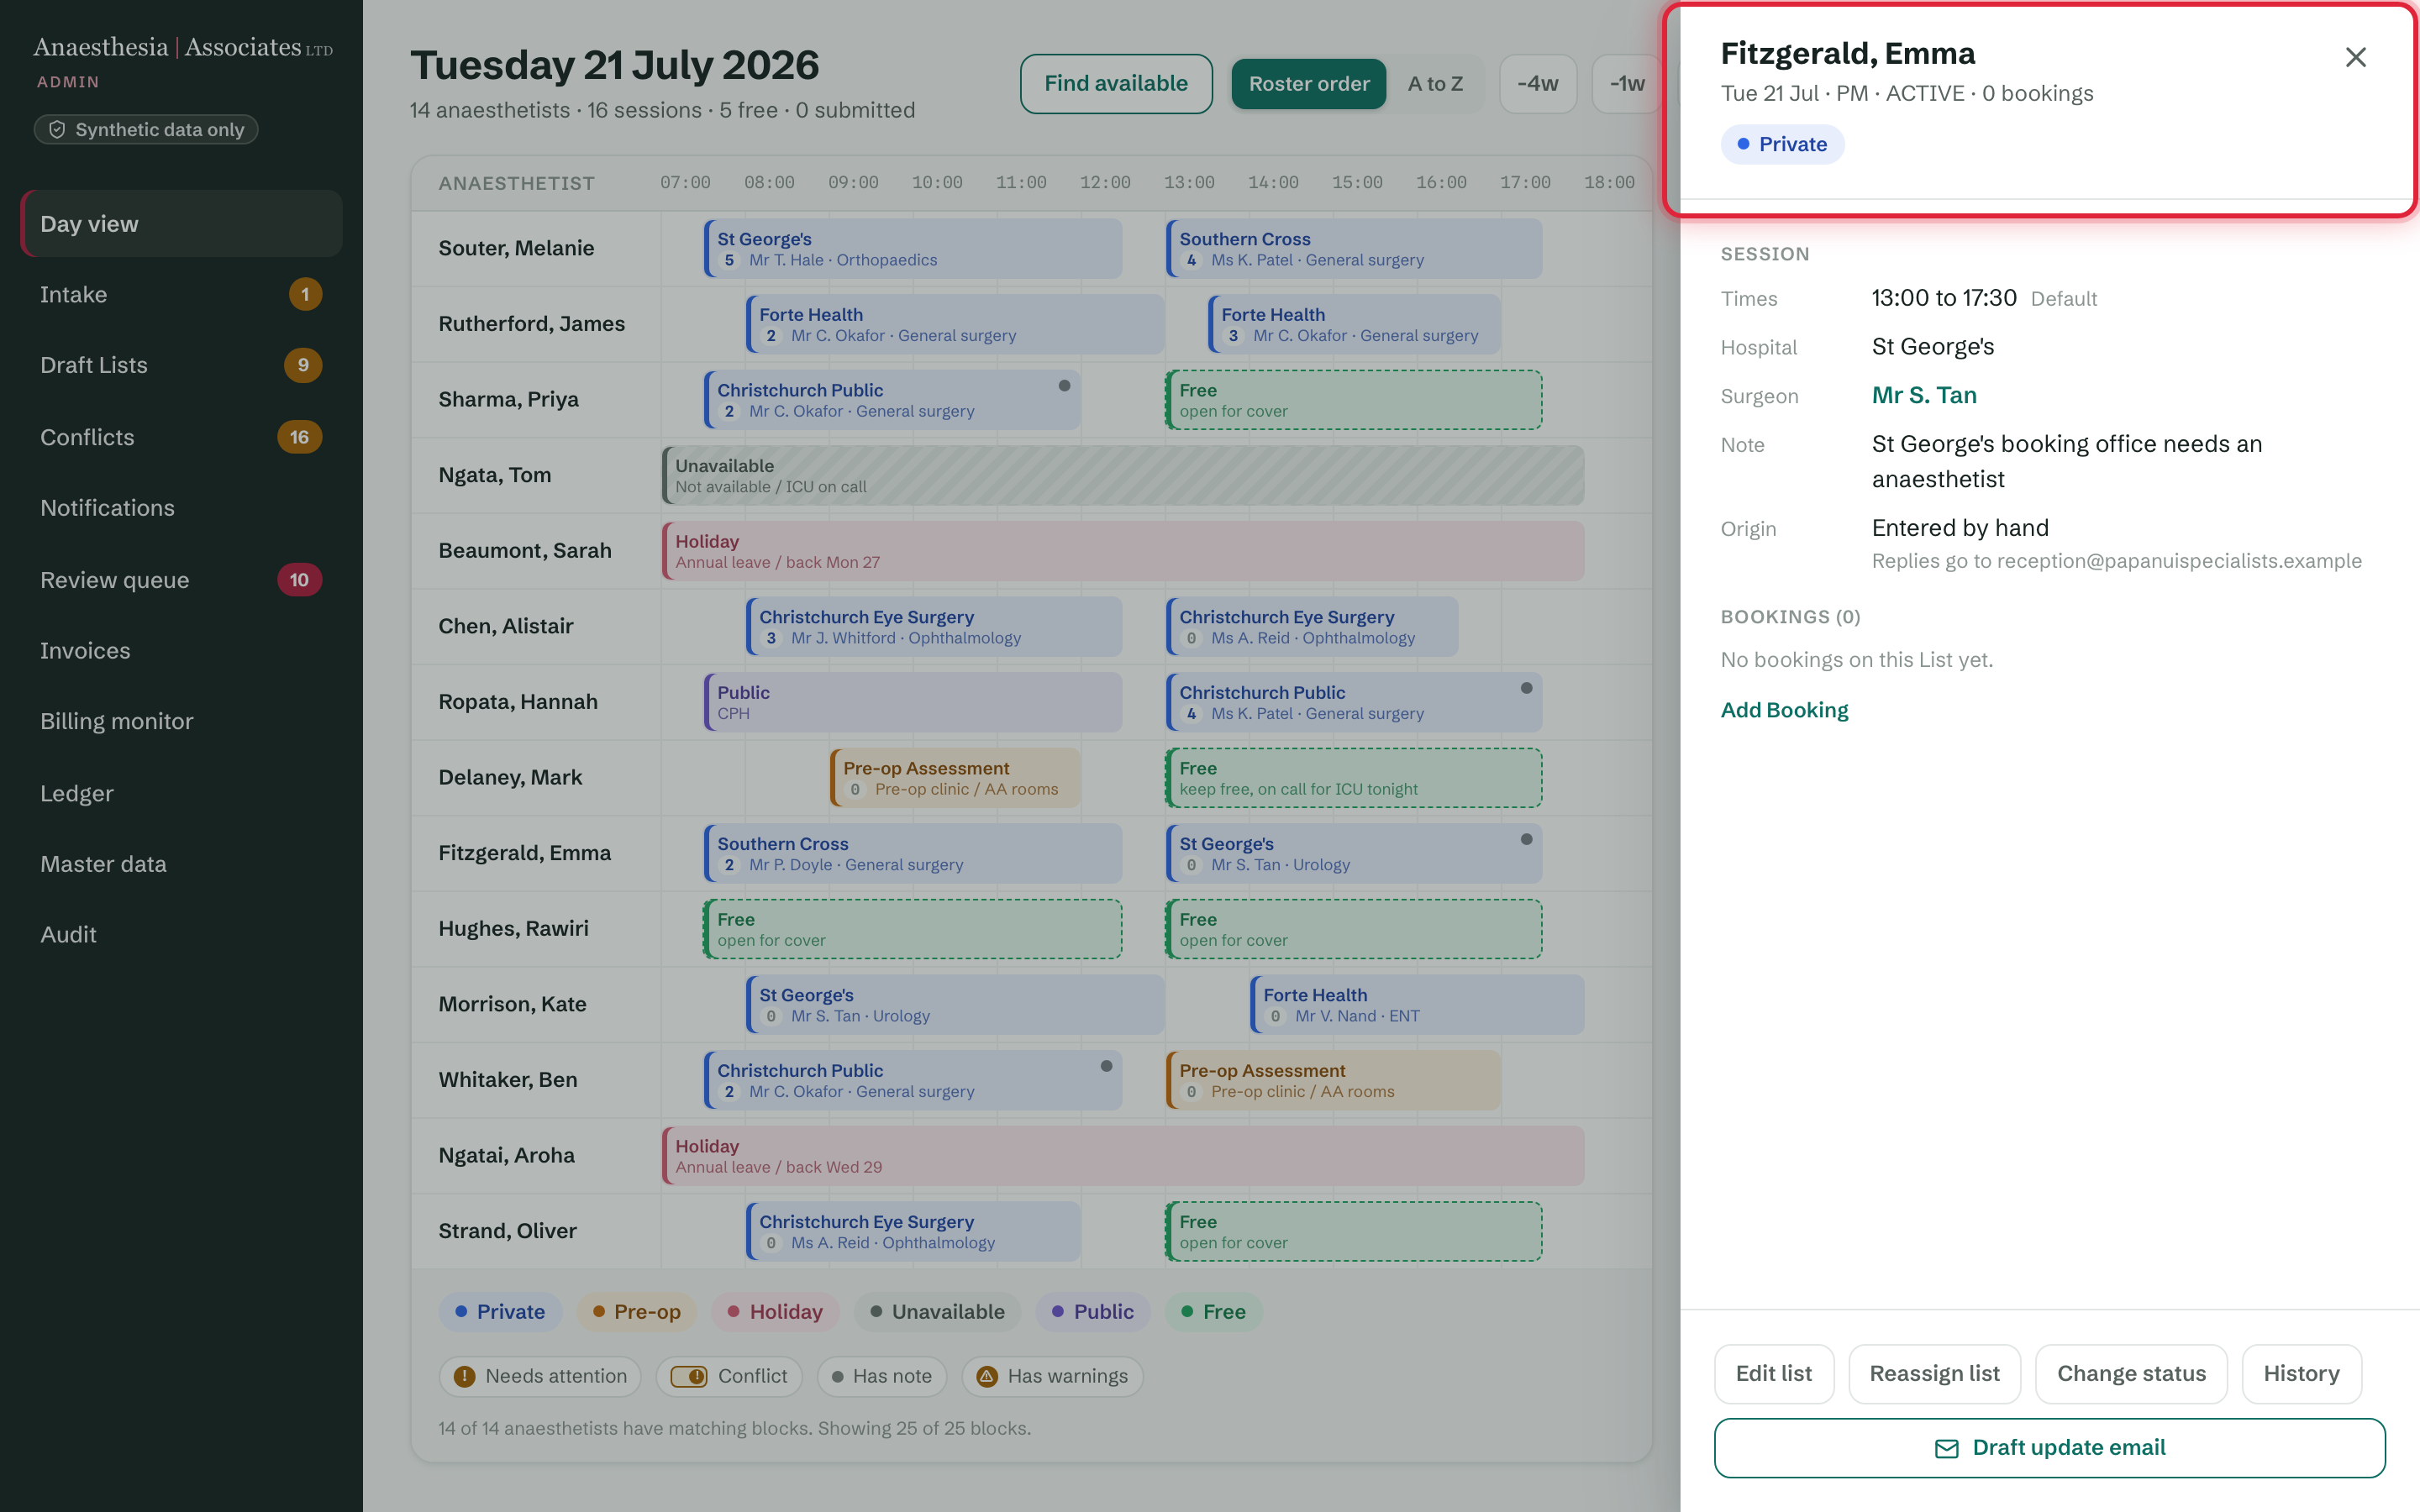 Anaesthesia | Associates LTD
ADMIN
Synthetic data only
Day view
Intake 1
Draft Lists 9
Conflicts 16
Notifications
Review queue 10
Invoices
Billing monitor
Ledger
Master data
Audit
Tuesday 21 July 2026
14 anaesthetists · 16 sessions · 5 free · 0 submitted
Find available
Roster order
A to Z
-4w
-1w
ANAESTHETIST 07:00 08:00 09:00 10:00 11:00 12:00 13:00 14:00 15:00 16:00 17:00 18:00
Souter, Melanie
St George's
5 Mr T. Hale · Orthopaedics
Southern Cross
4 Ms K. Patel · General surgery
Rutherford, James
Forte Health
2 Mr C. Okafor · General surgery
Forte Health
3 Mr C. Okafor · General surgery
Sharma, Priya
Christchurch Public
2 Mr C. Okafor · General surgery
Free
open for cover
Ngata, Tom
Unavailable
Not available / ICU on call
Beaumont, Sarah
Holiday
Annual leave / back Mon 27
Chen, Alistair
Christchurch Eye Surgery
3 Mr J. Whitford · Ophthalmology
Christchurch Eye Surgery
0 Ms A. Reid · Ophthalmology
Ropata, Hannah
Public
CPH
Christchurch Public
4 Ms K. Patel · General surgery
Delaney, Mark
Pre-op Assessment
0 Pre-op clinic / AA rooms
Free
keep free, on call for ICU tonight
Fitzgerald, Emma
Southern Cross
2 Mr P. Doyle · General surgery
St George's
0 Mr S. Tan · Urology
Hughes, Rawiri
Free
open for cover
Free
open for cover
Morrison, Kate
St George's
0 Mr S. Tan · Urology
Forte Health
0 Mr V. Nand · ENT
Whitaker, Ben
Christchurch Public
2 Mr C. Okafor · General surgery
Pre-op Assessment
0 Pre-op clinic / AA rooms
Ngatai, Aroha
Holiday
Annual leave / back Wed 29
Strand, Oliver
Christchurch Eye Surgery
0 Ms A. Reid · Ophthalmology
Free
open for cover
Private
Pre-op
Holiday
Unavailable
Public
Free
Needs attention
Conflict
Has note
Has warnings
14 of 14 anaesthetists have matching blocks. Showing 25 of 25 blocks.
Fitzgerald, Emma
Tue 21 Jul · PM · ACTIVE · 0 bookings
Private
SESSION
Times 13:00 to 17:30 Default
Hospital St George's
Surgeon Mr S. Tan
Note St George's booking office needs an
anaesthetist
Origin Entered by hand
Replies go to reception@papanuispecialists.example
BOOKINGS (0)
No bookings on this List yet.
Add Booking
Edit list
Reassign list
Change status
History
Draft update email